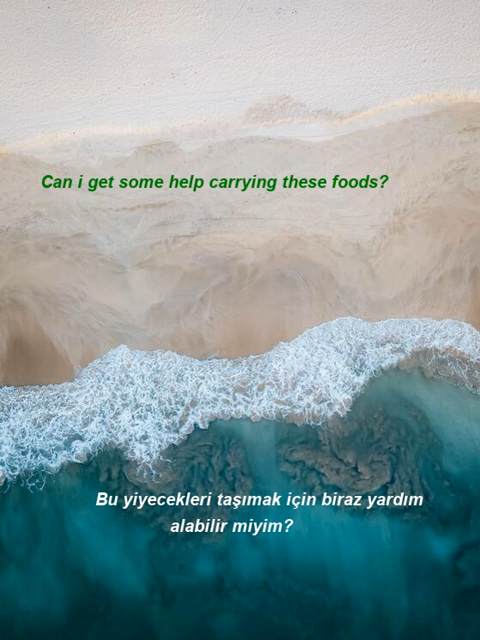 Can i get some help carrying these foods?
Bu yiyecekleri taşımak için biraz yardım
alabilir miyim?